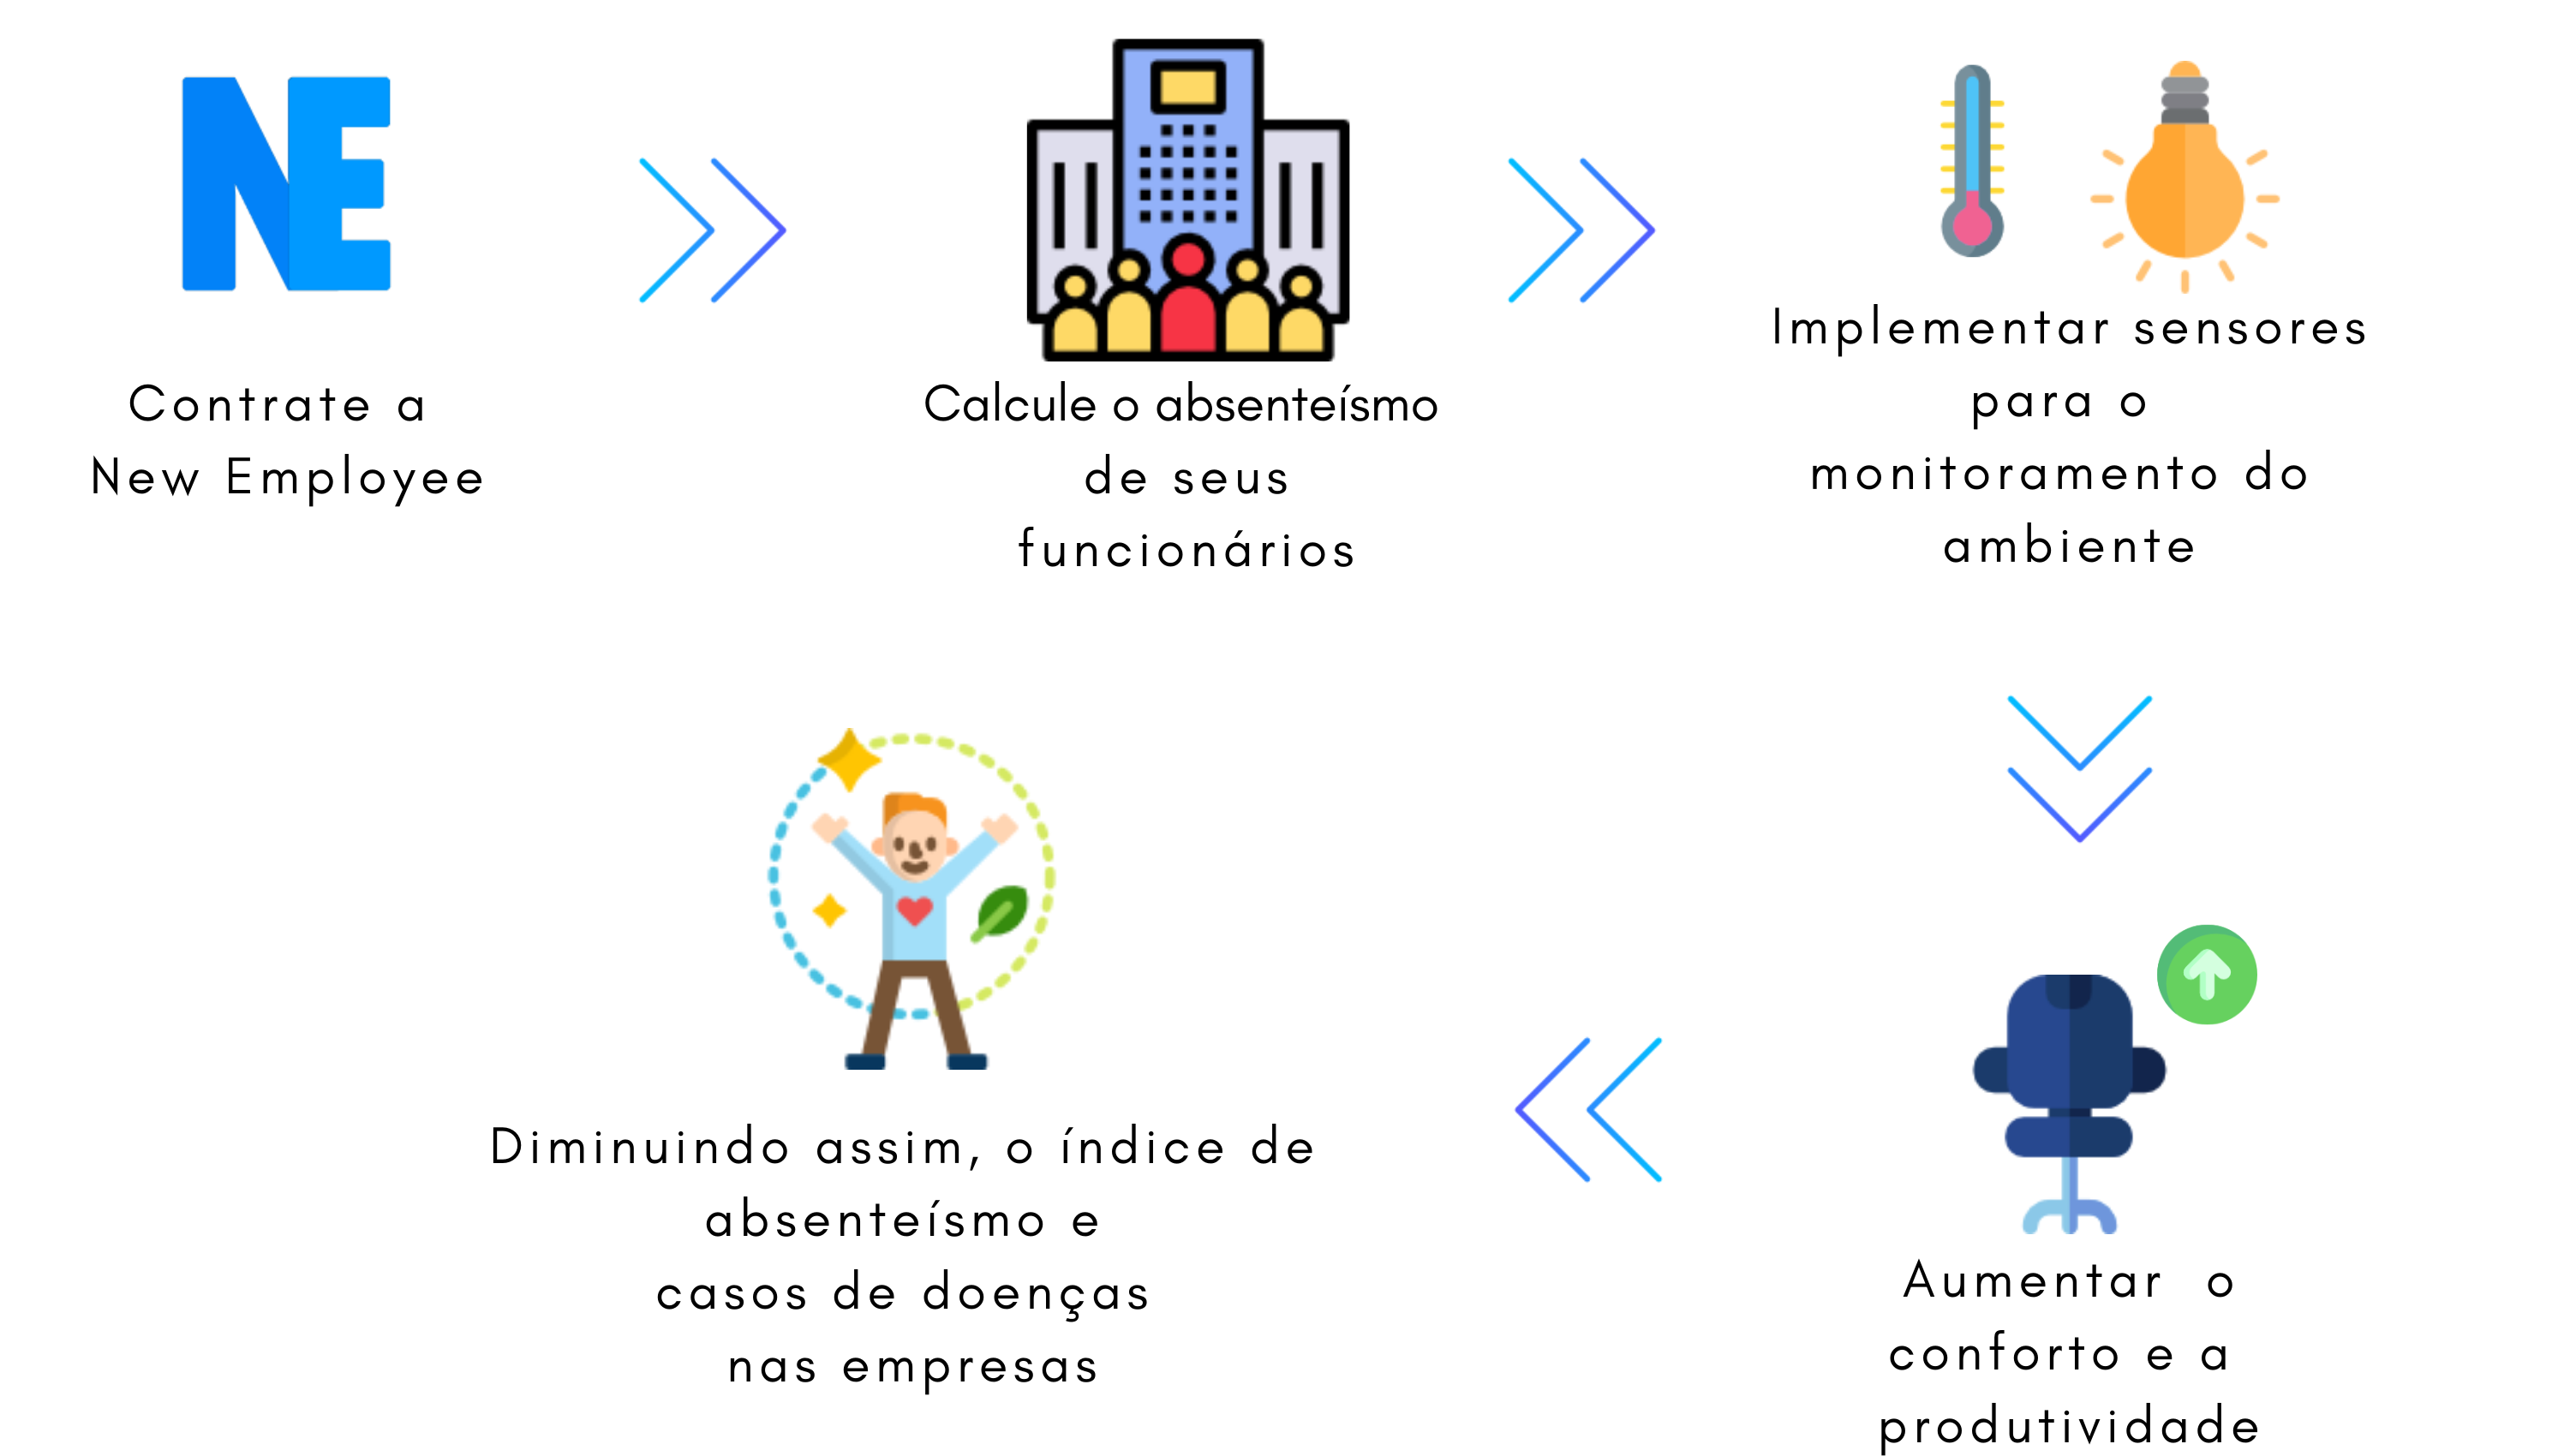 NE
Contrate a
New Employee
Calcule o absenteísmo
de seus
funcionários
Implementar sensores
para o
monitoramento do
ambiente
Aumentar o
conforto e a
produtividade
Diminuindo assim, o índice de
absenteísmo e
casos de doenças
nas empresas